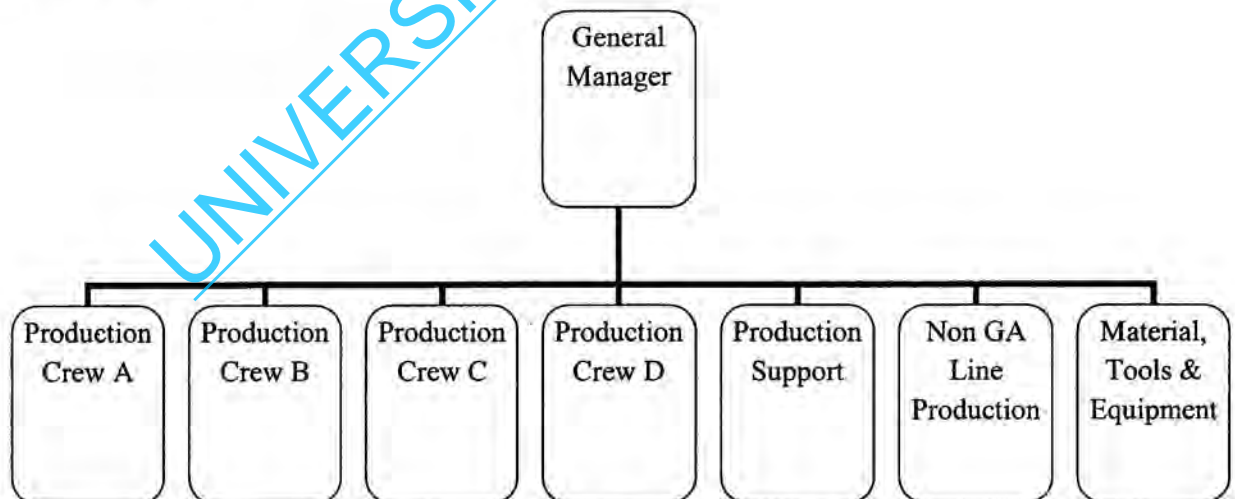 UNIVERSI
General
Manager
Production
Crew A
Production
Crew B
Production
Crew C
Production
Crew D
Production
Support
Non GA
Line
Production
Material,
Tools &
Equipment